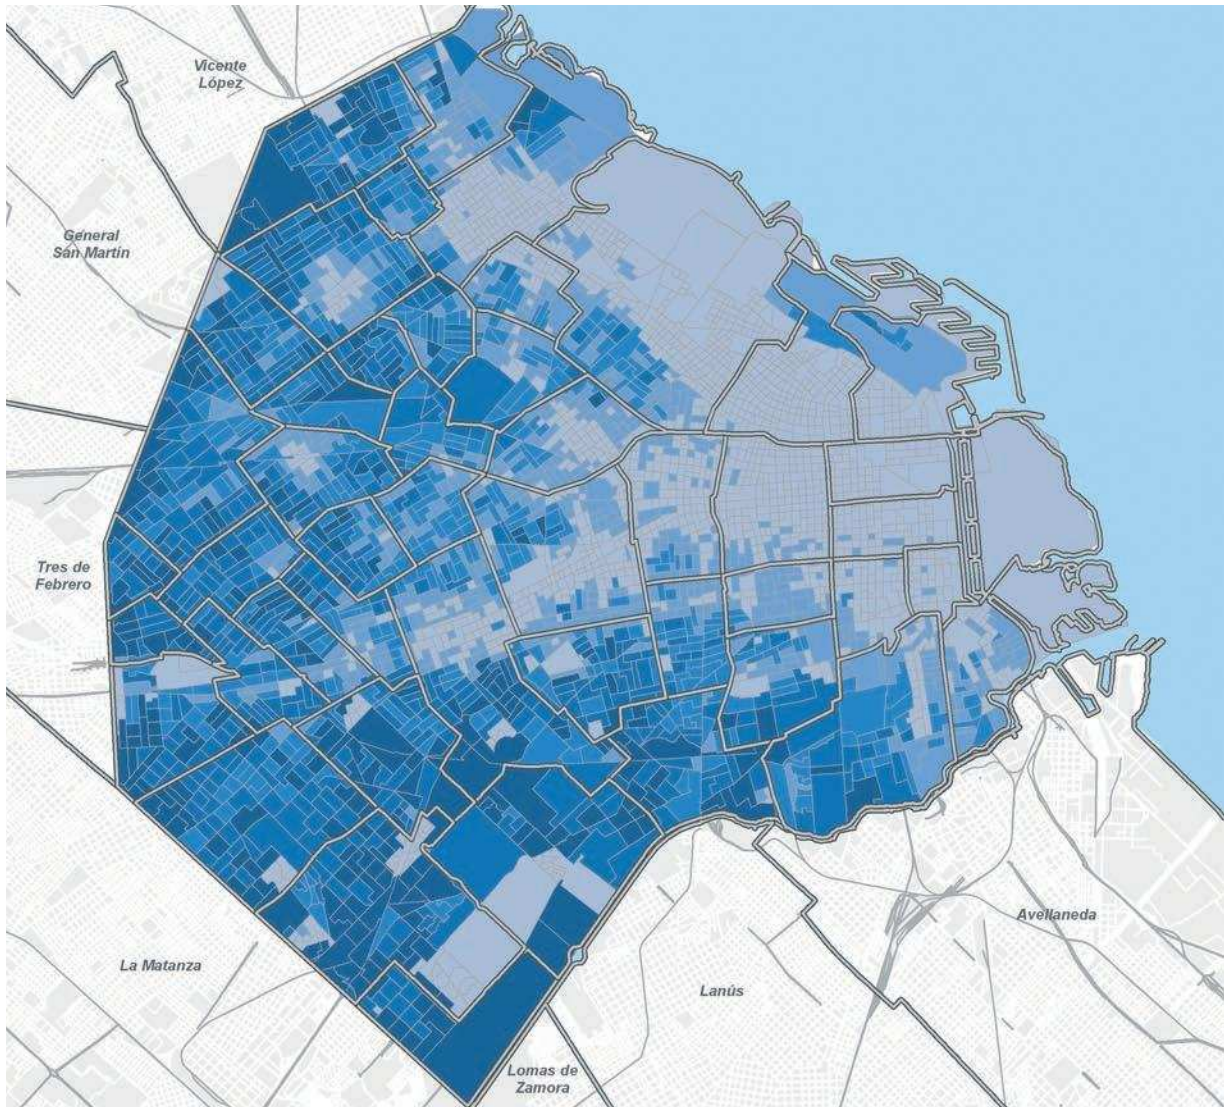 Vicente
López
General
San Martín
Tres de
Febrero
La Matanza
Lanús
Avellaneda
Lomas de
Zamora